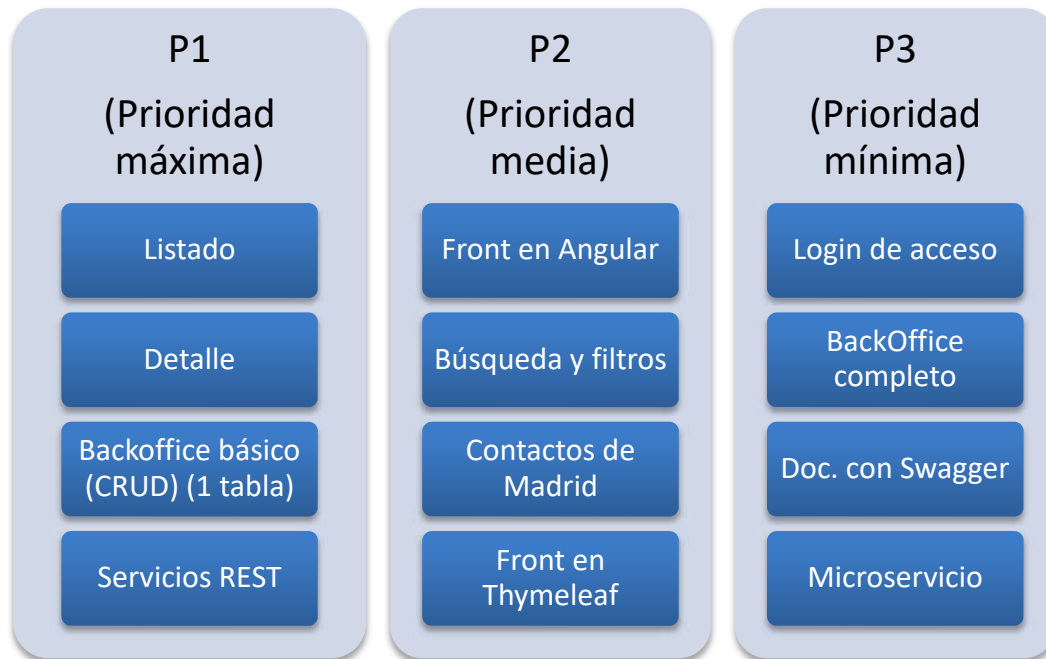 P1
(Prioridad
máxima)
Listado
Detalle
Backoffice básico
(CRUD) (1 tabla)
Servicios REST
P2
(Prioridad
media)
Front en Angular
Búsqueda y filtros
Contactos de
Madrid
Front en
Thymeleaf
P3
(Prioridad
mínima)
Login de acceso
BackOffice
completo
Doc. con Swagger
Microservicio